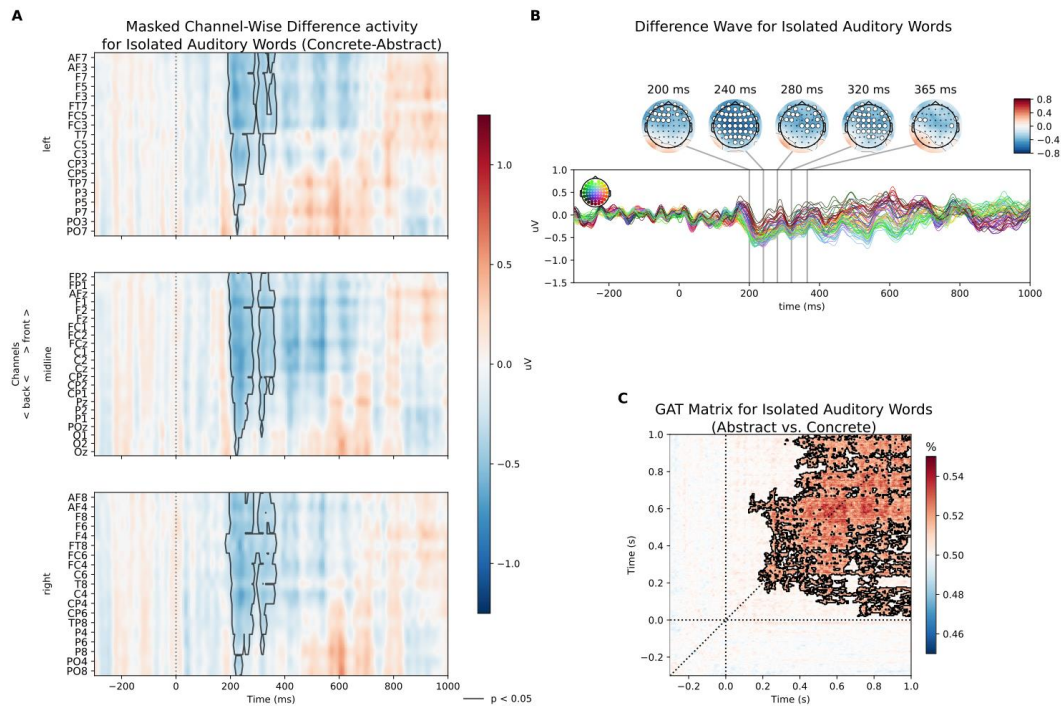 A
Masked Channel-Wise Difference activity
for Isolated Auditory Words (Concrete-Abstract)
AF7
AF3
F7
F5
F3
FT7
FC5
FC3
T7
C5
C3
CP3
CP5
TP7
P3
P5
P7
PO3
PO7
left
FP2
FP1
AFz
F1
F2
Fz
FC1
FC2
FCz
C1
C2
Cz
CPz
CP2
CP1
Pz
P2
P1
POz
O1
O2
Oz
Channels
< back < > front >
midline
AF8
AF4
F8
F6
F4
FT8
FC6
FC4
C6
T8
C4
CP4
CP6
TP8
P4
P6
P8
PO4
PO8
right
−200 0 200 400 600 800 1000
Time (ms)
p < 0.05
1.0
0.5
0.0
−0.5
−1.0
uV
B
Difference Wave for Isolated Auditory Words
200 ms 240 ms 280 ms 320 ms 365 ms
0.8
0.4
0.0
−0.4
−0.8
1.0
0.5
0.0
−0.5
−1.0
−1.5
uV
−200 0 200 400 600 800 1000
time (ms)
C
GAT Matrix for Isolated Auditory Words
(Abstract vs. Concrete)
1.0
0.8
0.6
0.4
0.2
0.0
−0.2
Time (s)
−0.2 0.0 0.2 0.4 0.6 0.8 1.0
Time (s)
%
0.54
0.52
0.50
0.48
0.46